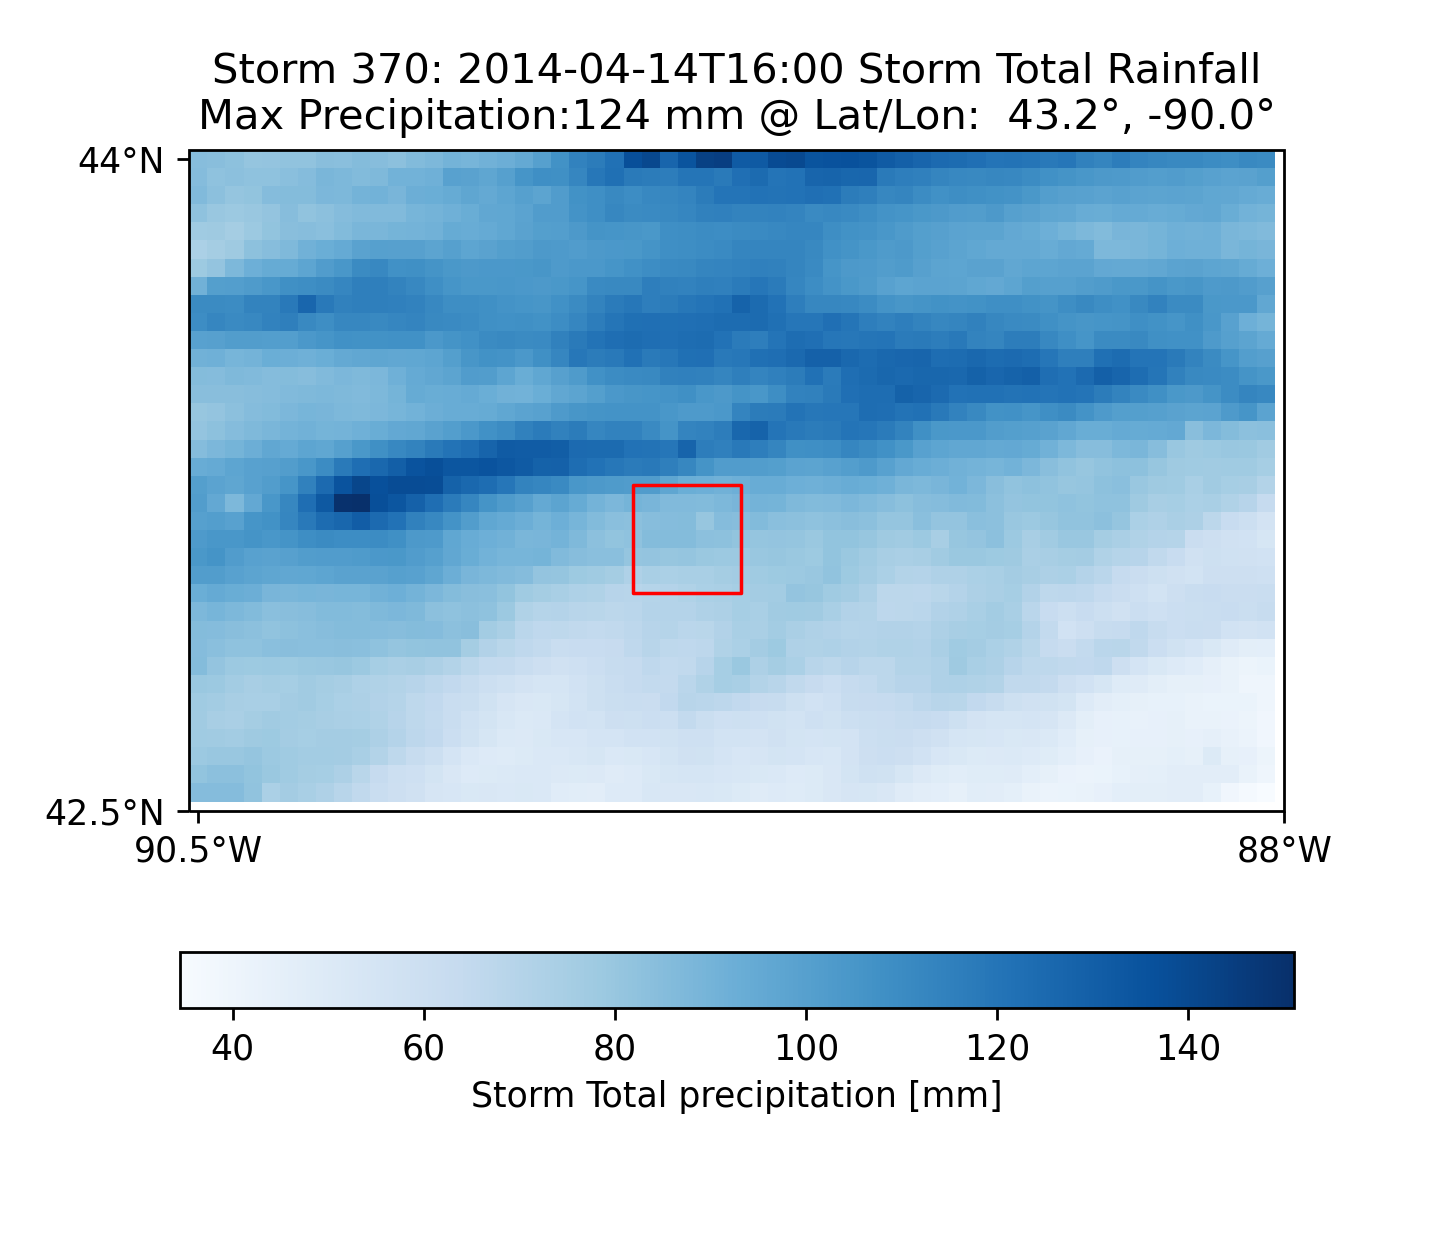 Storm 370: 2014-04-14T16:00 Storm Total Rainfall
Max Precipitation:124 mm @ Lat/Lon:  43.2°, -90.0°
44°N
42.5°N
90.5°W 88°W
40 60 80 100 120 140
Storm Total precipitation [mm]